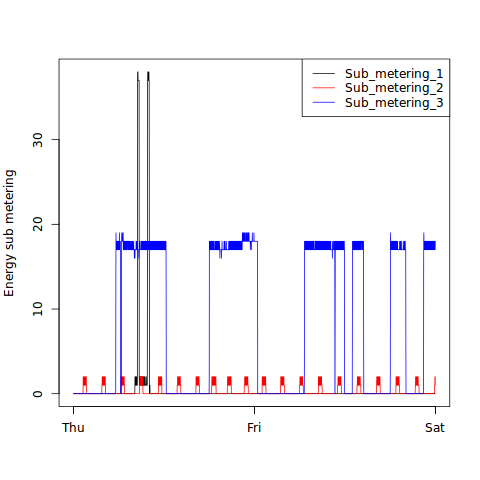 Sub_metering_1
Sub_metering_2
Sub_metering_3
Energy sub metering
30
20
10
0
Thu Fri Sat